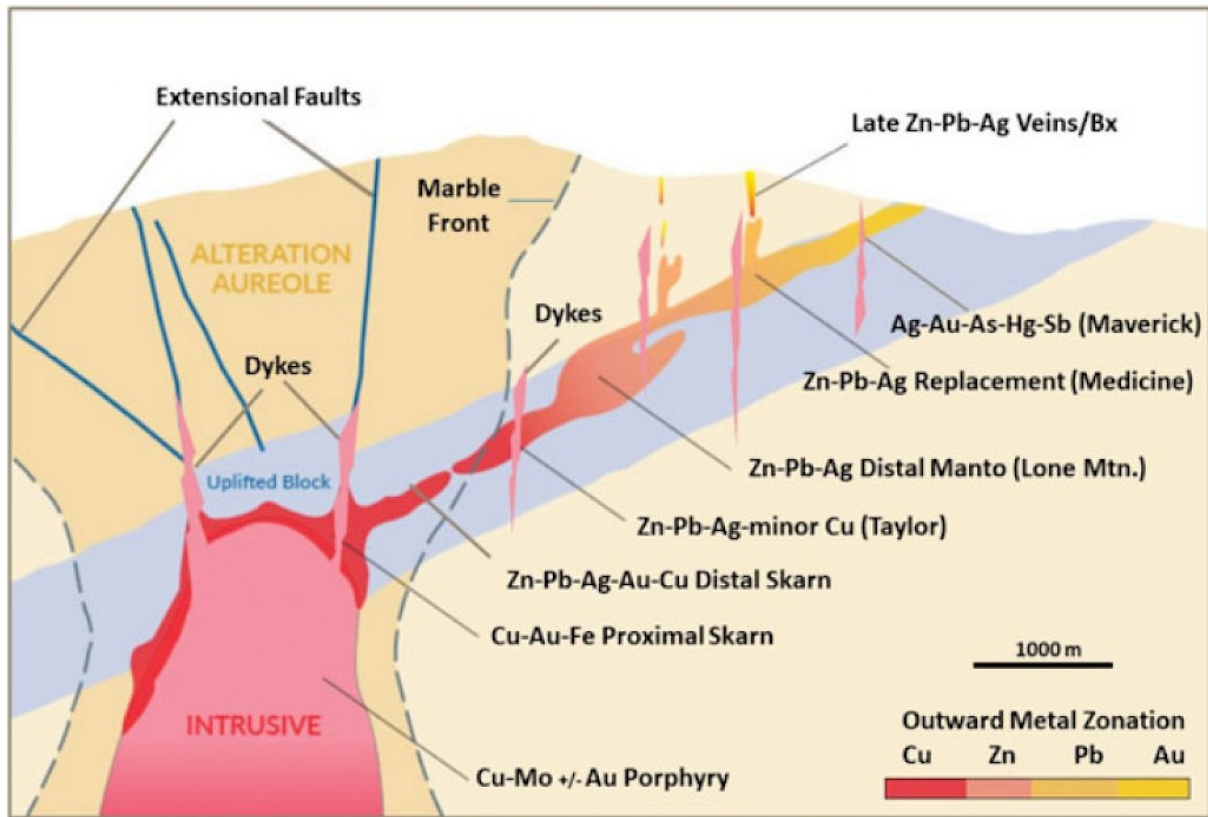 Extensional Faults
Late Zn-Pb-Ag Veins/Bx
Marble
Front
ALTERATION
AUREOLE
Dykes
Ag-Au-As-Hg-Sb (Maverick)
Dykes
Zn-Pb-Ag Replacement (Medicine)
Uplifted Block
Zn-Pb-Ag Distal Manto (Lone Mtn.)
Zn-Pb-Ag-minor Cu (Taylor)
Zn-Pb-Ag-Au-Cu Distal Skarn
Cu-Au-Fe Proximal Skarn
1000 m
INTRUSIVE
Outward Metal Zonation
Cu Zn Pb Au
Cu-Mo +/- Au Porphyry